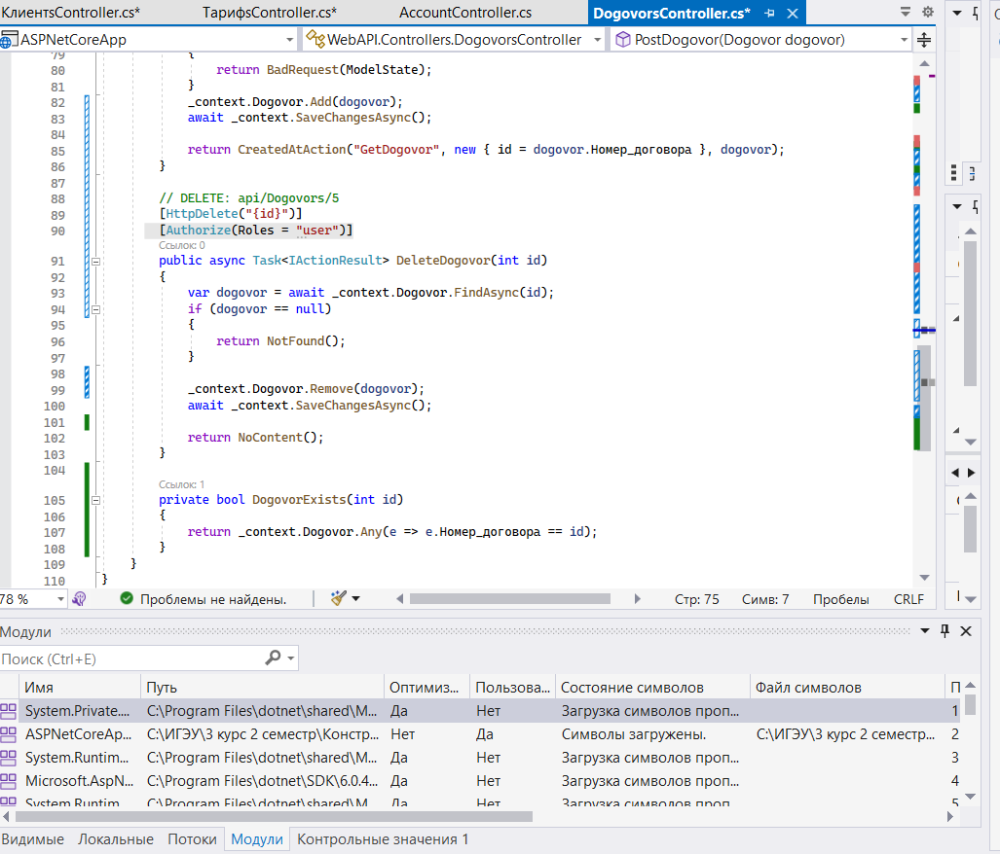 КлиентsController.cs* ТарифsController.cs* AccountController.cs DogovorsController.cs*
ASPNetCoreApp WebAPI.Controllers.DogovorsController PostDogovor(Dogovor dogovor)
79 {
80 return BadRequest(ModelState);
81 }
82 _context.Dogovor.Add(dogovor);
83 await _context.SaveChangesAsync();
84
85 return CreatedAtAction("GetDogovor", new { id = dogovor.Номер_договора }, dogovor);
86 }
87
88 // DELETE: api/Dogovors/5
89 [HttpDelete("{id}")]
90 [Authorize(Roles = "user")]
Ссылок: 0
91 public async Task<IActionResult> DeleteDogovor(int id)
92 {
93 var dogovor = await _context.Dogovor.FindAsync(id);
94 if (dogovor == null)
95 {
96 return NotFound();
97 }
98
99 _context.Dogovor.Remove(dogovor);
100 await _context.SaveChangesAsync();
101
102 return NoContent();
103 }
104
Ссылок: 1
105 private bool DogovorExists(int id)
106 {
107 return _context.Dogovor.Any(e => e.Номер_договора == id);
108 }
109 }
110 }
78 % Проблемы не найдены. Стр: 75 Симв: 7 Пробелы CRLF
Модули
Поиск (Ctrl+E)
Имя Путь Оптимиз... Пользова... Состояние символов Файл символов П
System.Private.... C:\Program Files\dotnet\shared\M... Да Нет Загрузка символов проп... 1
ASPNetCoreAp... C:\ИГЭУ\3 курс 2 семестр\Констр... Нет Да Символы загружены. C:\ИГЭУ\3 курс 2 семестр... 2
System.Runtim... C:\Program Files\dotnet\shared\M... Да Нет Загрузка символов проп... 3
Microsoft.AspN... C:\Program Files\dotnet\SDK\6.0.4... Да Нет Загрузка символов проп... 4
System.Runtim... C:\Program Files\dotnet\shared\M... Да Нет Загрузка символов проп... 5
Видимые Локальные Потоки Модули Контрольные значения 1